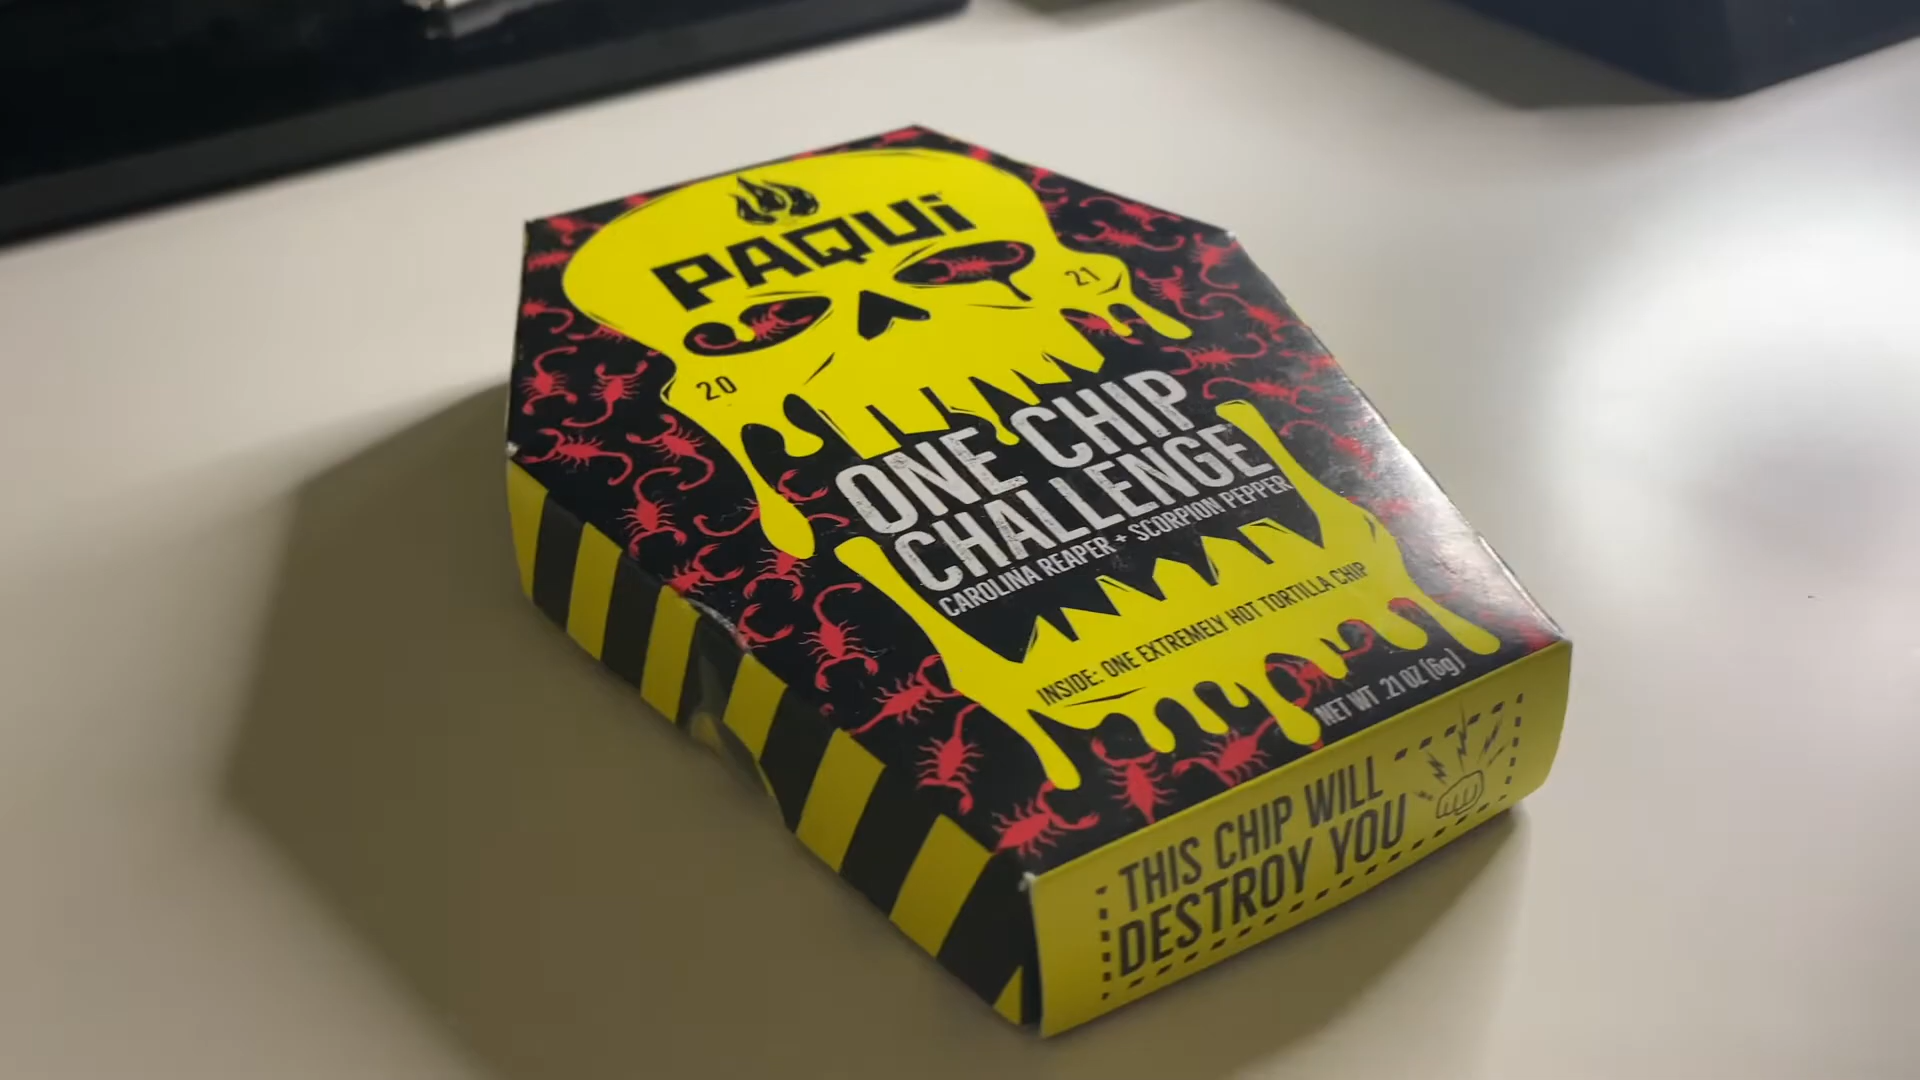 PAQUI
20
21
ONE CHIP
CHALLENGE
CAROLINA REAPER + SCORPION PEPPER
INSIDE: ONE EXTREMELY HOT TORTILLA CHIP
NET WT .21 OZ (6g)
THIS CHIP WILL
DESTROY YOU